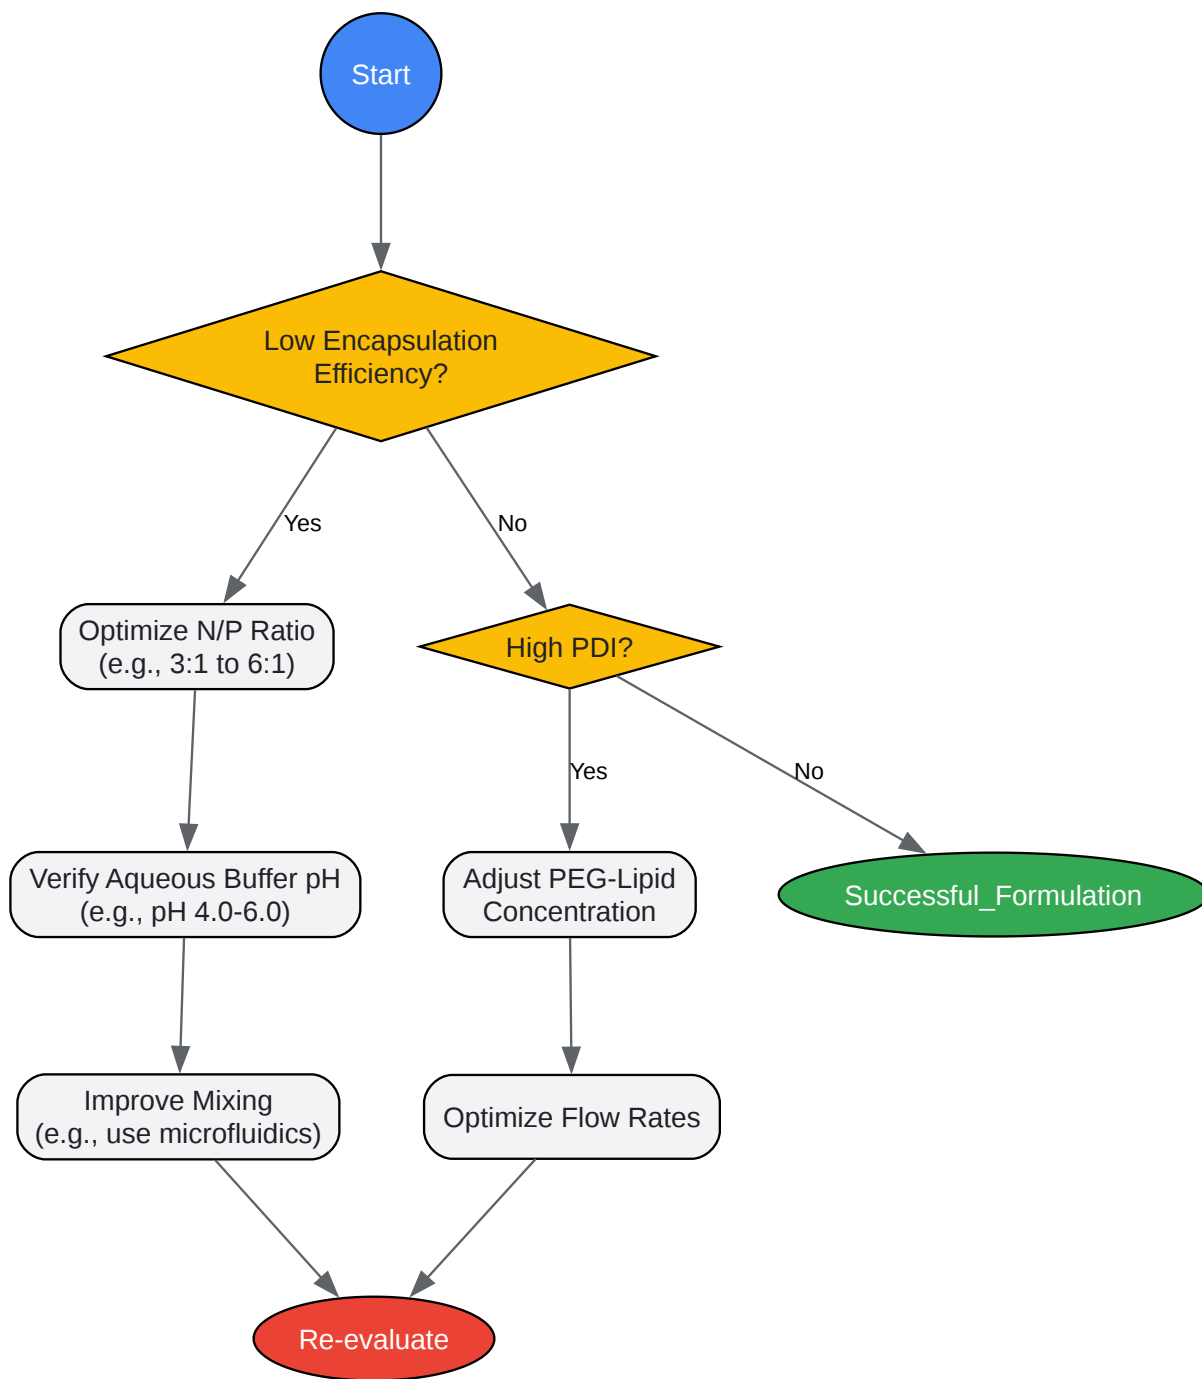 Start
Low Encapsulation
Efficiency?
Yes
No
Optimize N/P Ratio
(e.g., 3:1 to 6:1)
High PDI?
Yes
No
Verify Aqueous Buffer pH
(e.g., pH 4.0-6.0)
Adjust PEG-Lipid
Concentration
Successful_Formulation
Improve Mixing
(e.g., use microfluidics)
Optimize Flow Rates
Re-evaluate